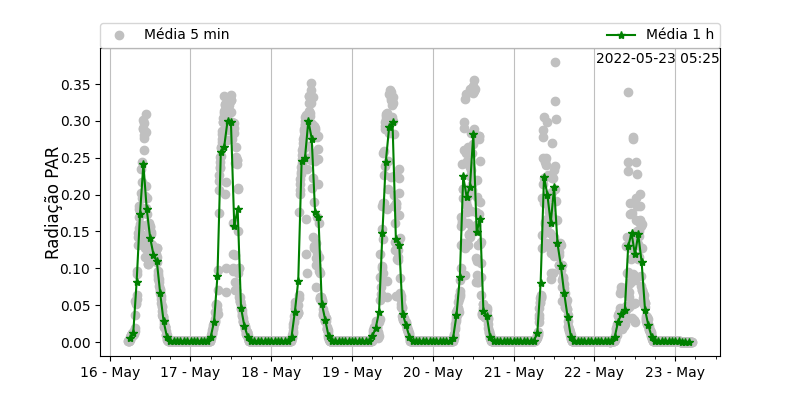 Média 5 min
Média 1 h
2022-05-23 05:25
Radiação PAR
0.35
0.30
0.25
0.20
0.15
0.10
0.05
0.00
16 - May
17 - May
18 - May
19 - May
20 - May
21 - May
22 - May
23 - May